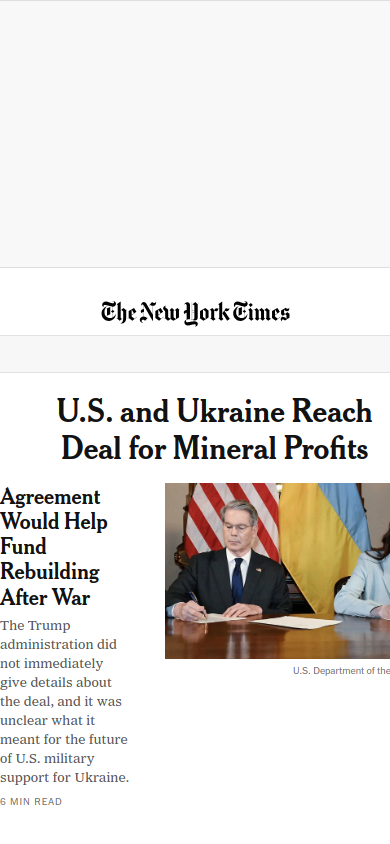 The New York Times
U.S. and Ukraine Reach
Deal for Mineral Profits
Agreement
Would Help
Fund
Rebuilding
After War
The Trump
administration did
not immediately
give details about
the deal, and it was
unclear what it
meant for the future
of U.S. military
support for Ukraine.
6 MIN READ
U.S. Department of the